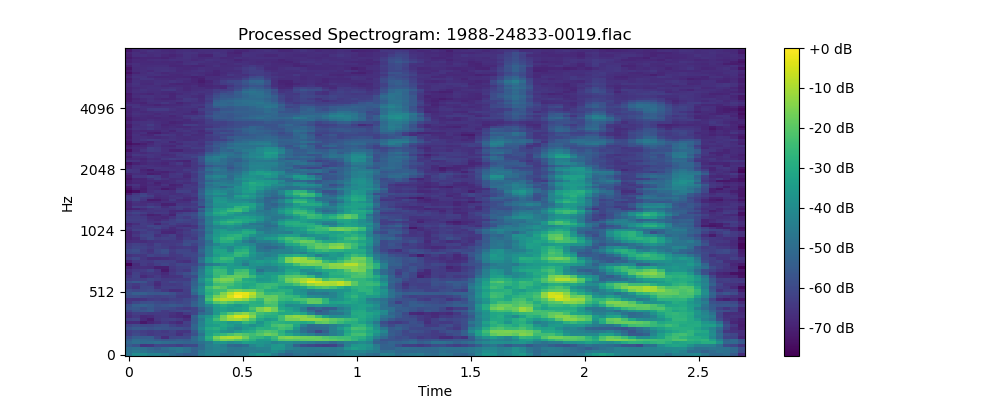 Processed Spectrogram: 1988-24833-0019.flac
+0 dB
-10 dB
-20 dB
-30 dB
-40 dB
-50 dB
-60 dB
-70 dB
4096
2048
1024
512
0
Hz
0 0.5 1 1.5 2 2.5
Time